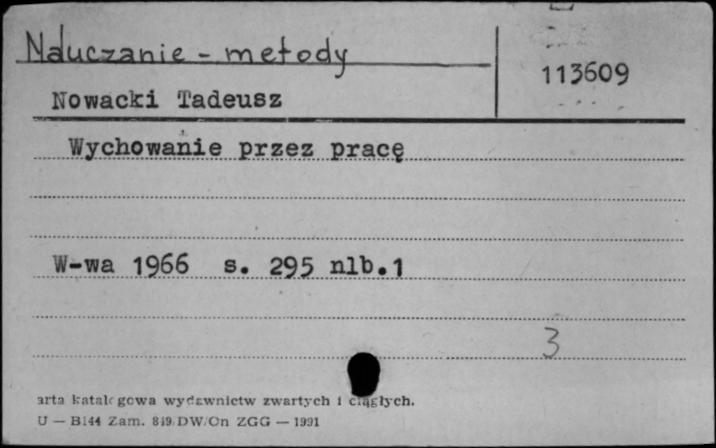 Nauczanie - metody
113609
Nowacki Tadeusz
Wychowanie przez pracę
W-wa 1966 s. 295 nlb.1
3
arta katalogowa wydawnictw zwartych i ciągłych.
U — B144 Zam. 819/DW/On ZGG — 1991